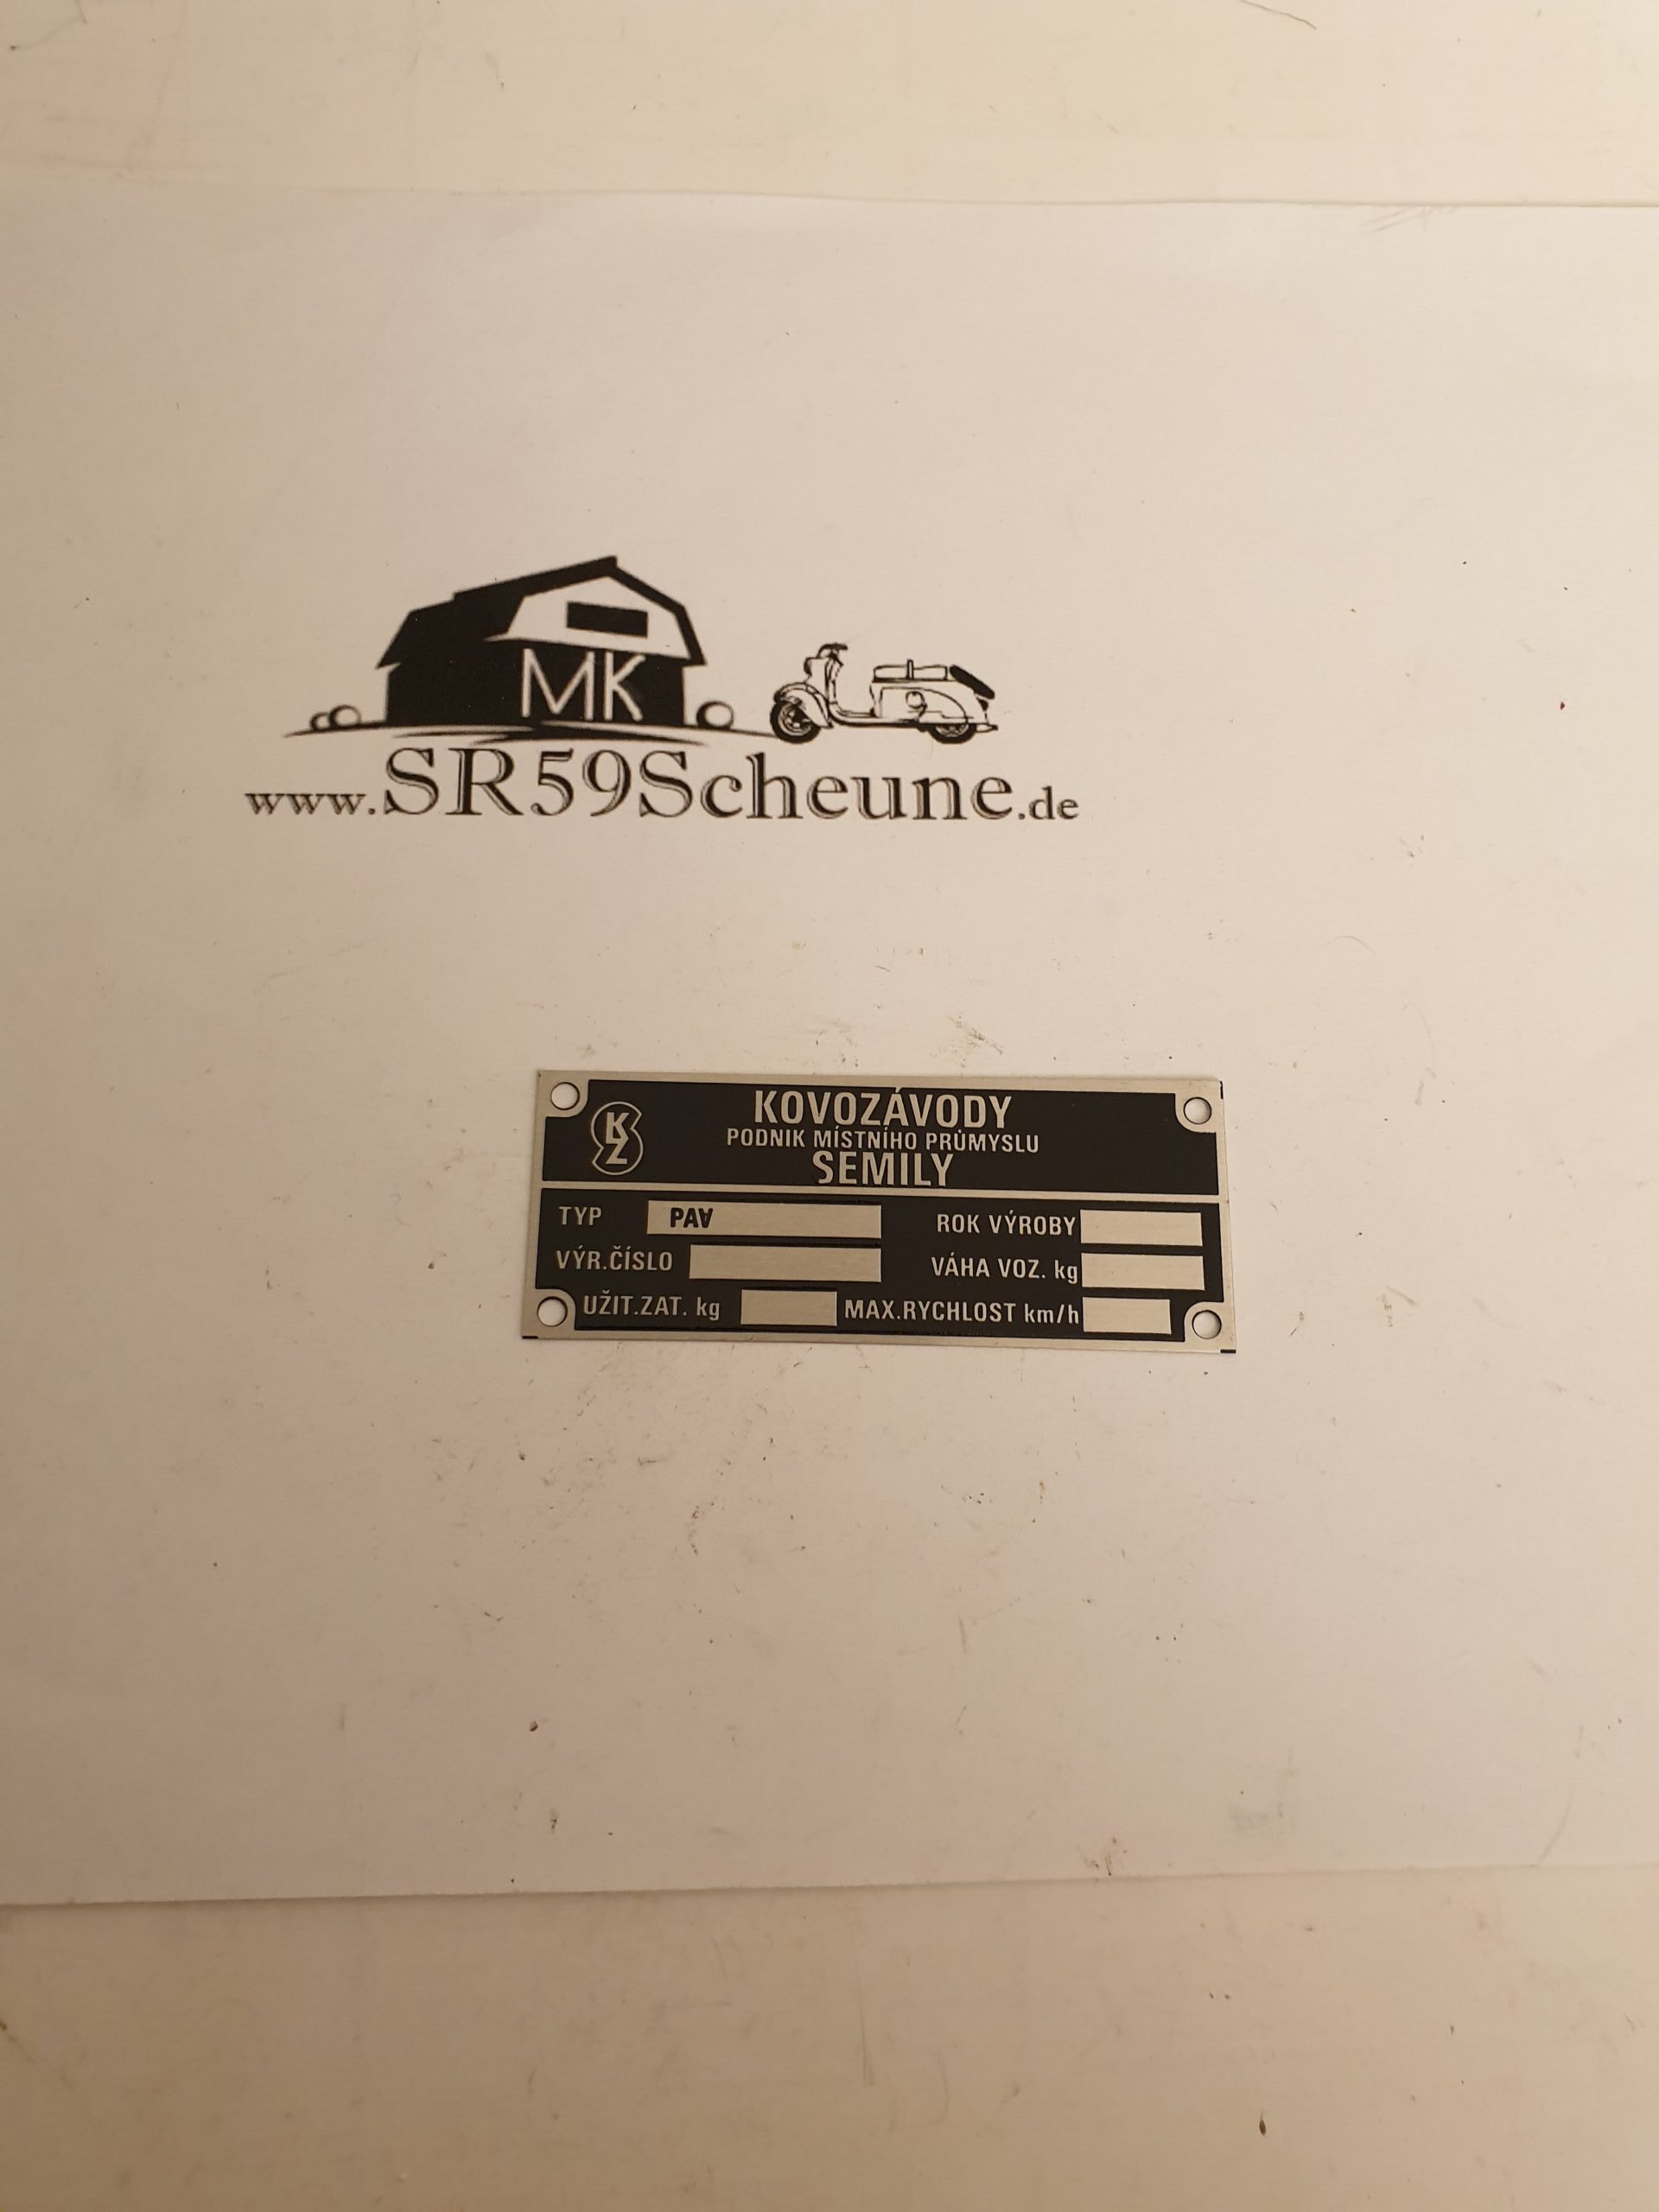 MK
www.SR59Scheune.de
KZ
KOVOZÁVODY
PODNIK MÍSTNÍHO PRŮMYSLU
SEMILY
TYP PAV ROK VÝROBY
VÝR.ČÍSLO VÁHA VOZ. kg
UŽIT.ZAT. kg MAX.RYCHLOST km/h